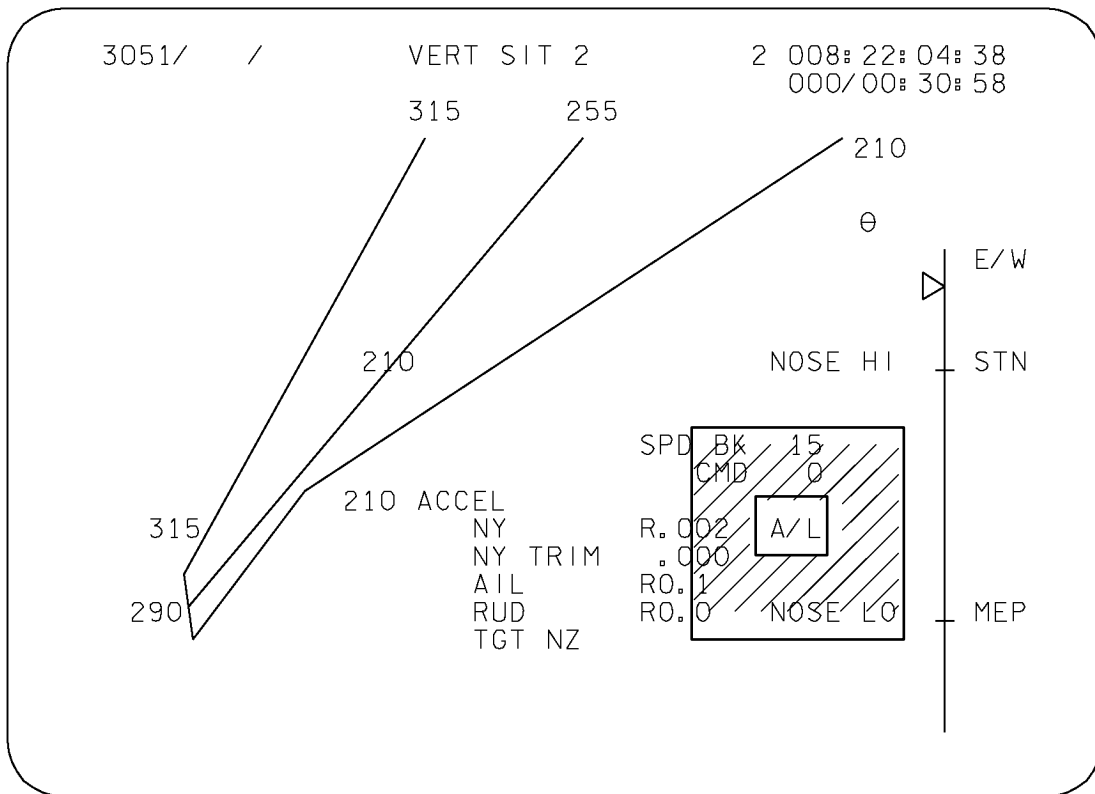 3051/ / VERT SIT 2 2 008:22:04:38
000/00:30:58
315 255
210
θ
E/W
210 NOSE HI STN
SPD BK 15
CMD 0
210 ACCEL
315 NY R.002 A/L
NY TRIM .000
AIL R0.1
290 RUD R0.0 NOSE LO MEP
TGT NZ